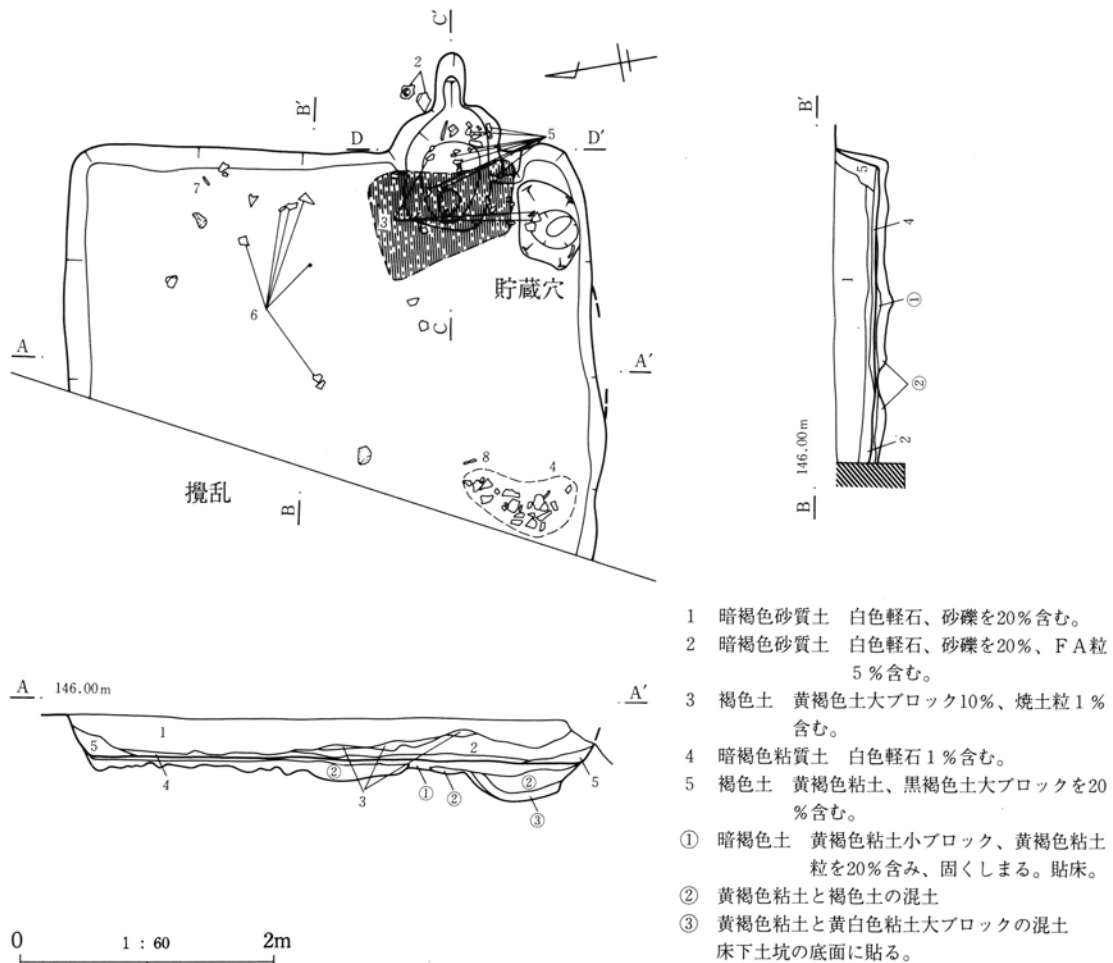 C'
2
B'
D
D'
5
7
3
6
貯蔵穴
C
A
A'
8
4
攪乱
B
B'
5
4
1
①
②
2
146.00m
B
A 146.00m
A'
1
5
2
②
4
3
①
②
②
5
③
0 1:60 2m
1 暗褐色砂質土 白色軽石、砂礫を20%含む。
2 暗褐色砂質土 白色軽石、砂礫を20%、FA粒
5%含む。
3 褐色土 黄褐色土大ブロック10%、焼土粒1%
含む。
4 暗褐色粘質土 白色軽石1%含む。
5 褐色土 黄褐色粘土、黒褐色土大ブロックを20
%含む。
① 暗褐色土 黄褐色粘土小ブロック、黄褐色粘土
粒を20%含み、固くしまる。貼床。
② 黄褐色粘土と褐色土の混土
③ 黄褐色粘土と黄白色粘土大ブロックの混土
床下土坑の底面に貼る。